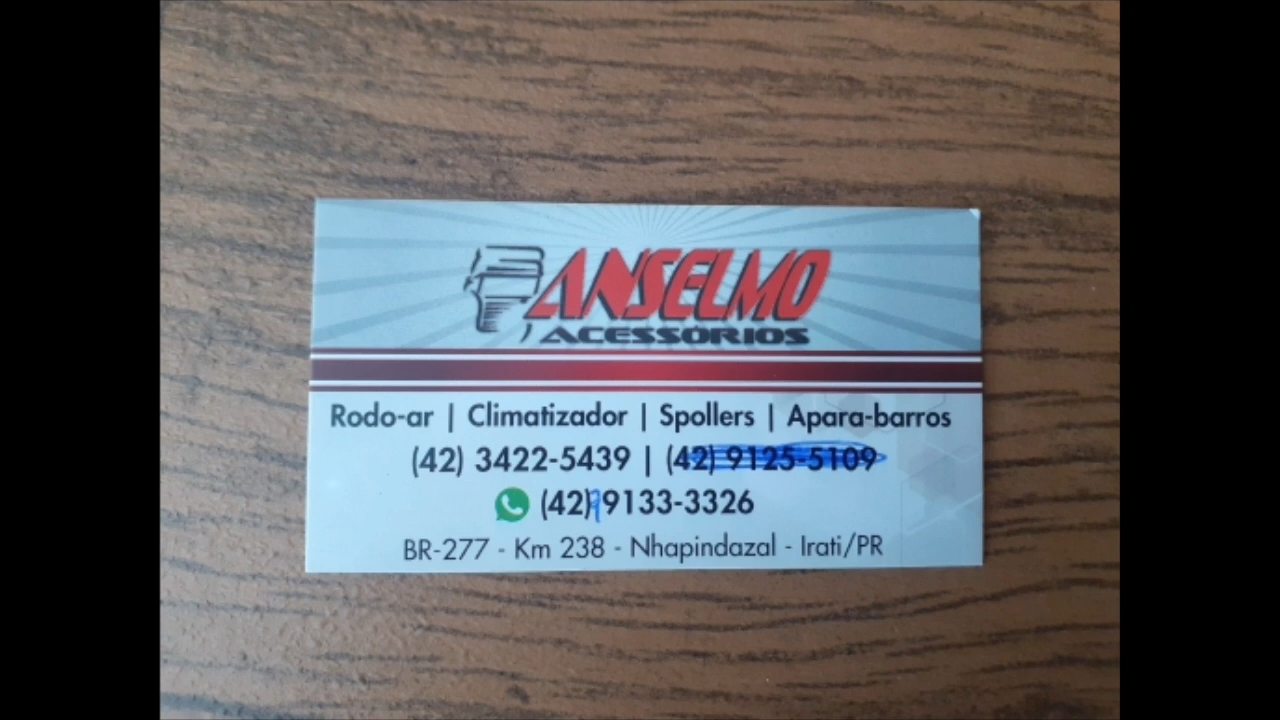 ANSELMO
ACESSÓRIOS
Rodo-ar | Climatizador | Spollers | Apara-barros
(42) 3422-5439 | (42) 9125-5109
(42)9 9133-3326
BR-277 - Km 238 - Nhapindazal - Irati/PR